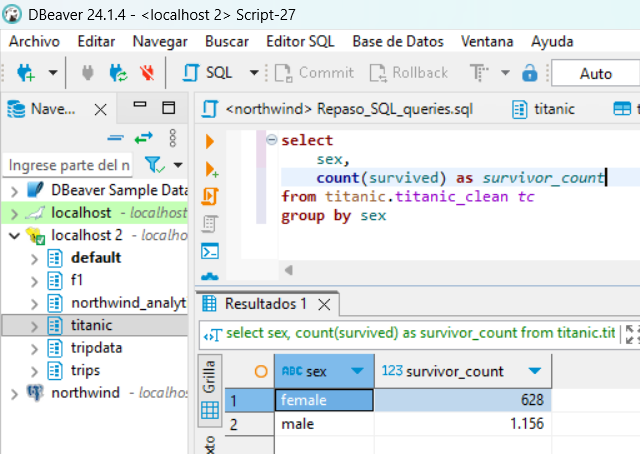 DBeaver 24.1.4 - <localhost 2> Script-27
Archivo Editar Navegar Buscar Editor SQL Base de Datos Ventana Ayuda
SQL Commit Rollback T Auto
Nave...
<northwind> Repaso_SQL_queries.sql titanic
Ingrese parte del n
DBeaver Sample Data
localhost - localhost
localhost 2 - localhost
default
f1
northwind_analyt
titanic
tripdata
trips
northwind - localhos
select
sex,
count(survived) as survivor_count
from titanic.titanic_clean tc
group by sex
Resultados 1
select sex, count(survived) as survivor_count from titanic.tit
Grilla
xto
ABC sex 123 survivor_count
1 female 628
2 male 1.156